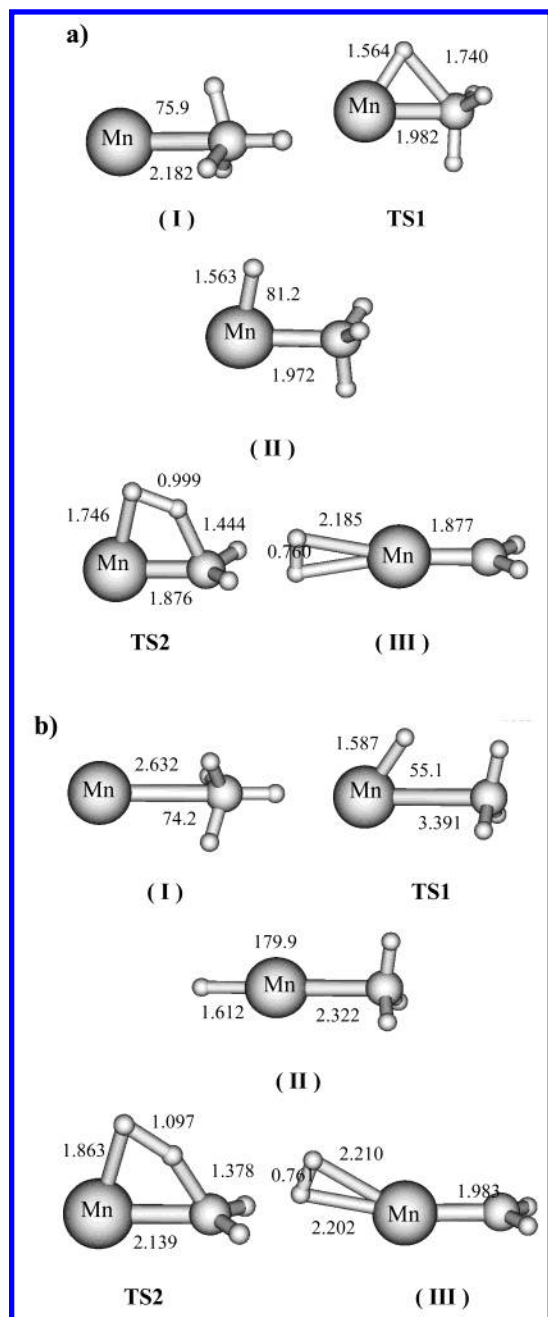 a)
75.9
Mn
2.182
( I )
1.564
1.740
Mn
1.982
TS1
1.563
81.2
Mn
1.972
( II )
0.999
1.746
1.444
Mn
1.876
TS2
2.185
1.877
0.760
Mn
( III )
b)
2.632
Mn
74.2
( I )
1.587
55.1
Mn
3.391
TS1
179.9
Mn
1.612
2.322
( II )
1.097
1.863
1.378
Mn
2.139
TS2
2.210
0.761
1.983
2.202
Mn
( III )